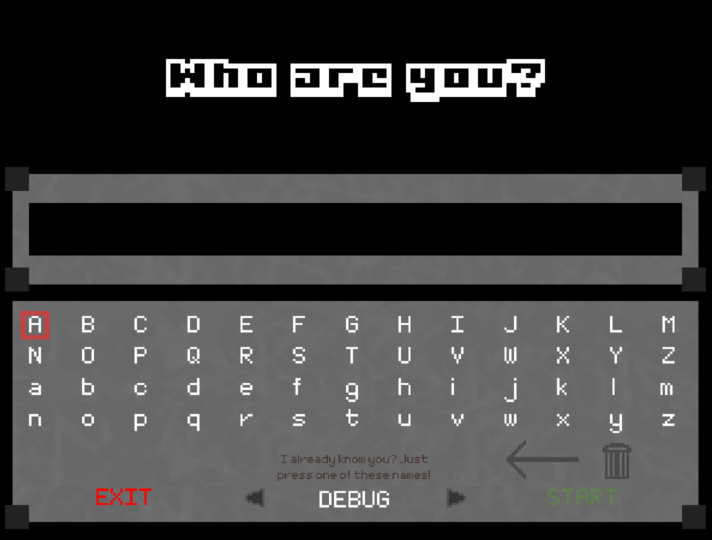 Who are you?
A B C D E F G H I J K L M
N O P Q R S T U V W X Y Z
a b c d e f g h i j k l m
n o p q r s t u v w x y z
I already know you? Just
press one of these names!
EXIT DEBUG START